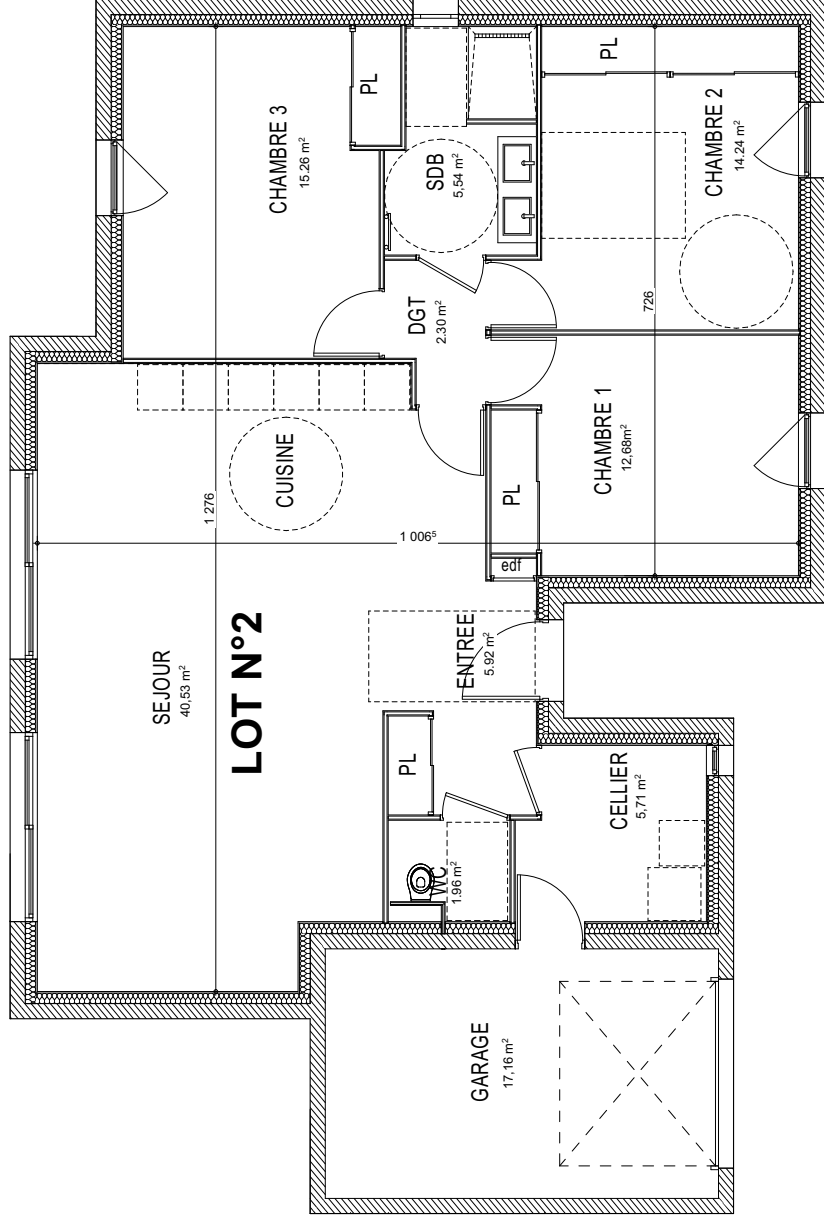 CHAMBRE 3
15.26 m²
PL
SDB
5,54 m²
PL
CHAMBRE 2
14.24 m²
DGT
2.30 m²
726
CUISINE
1 276
1 006⁵
CHAMBRE 1
12,68m²
PL
edf
SEJOUR
40,53 m²
LOT N°2
ENTREE
5.92 m²
PL
WC
1.96 m²
CELLIER
5,71 m²
GARAGE
17,16 m²